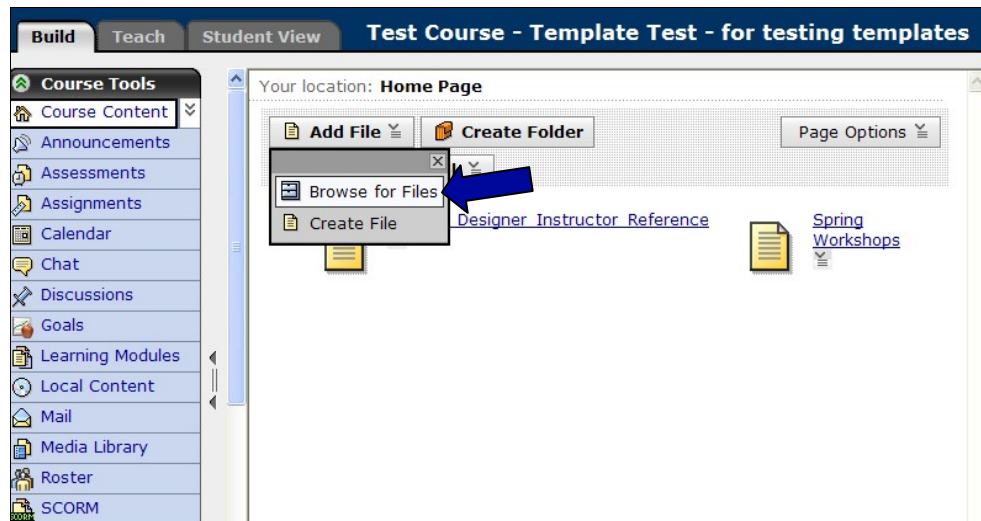 Build
Teach
Student View
Test Course - Template Test - for testing templates
Course Tools
Course Content
Announcements
Assessments
Assignments
Calendar
Chat
Discussions
Goals
Learning Modules
Local Content
Mail
Media Library
Roster
SCORM
SCORM
Your location: Home Page
Add File
Create Folder
Page Options
Browse for Files
Create File
Designer Instructor Reference
Spring
Workshops